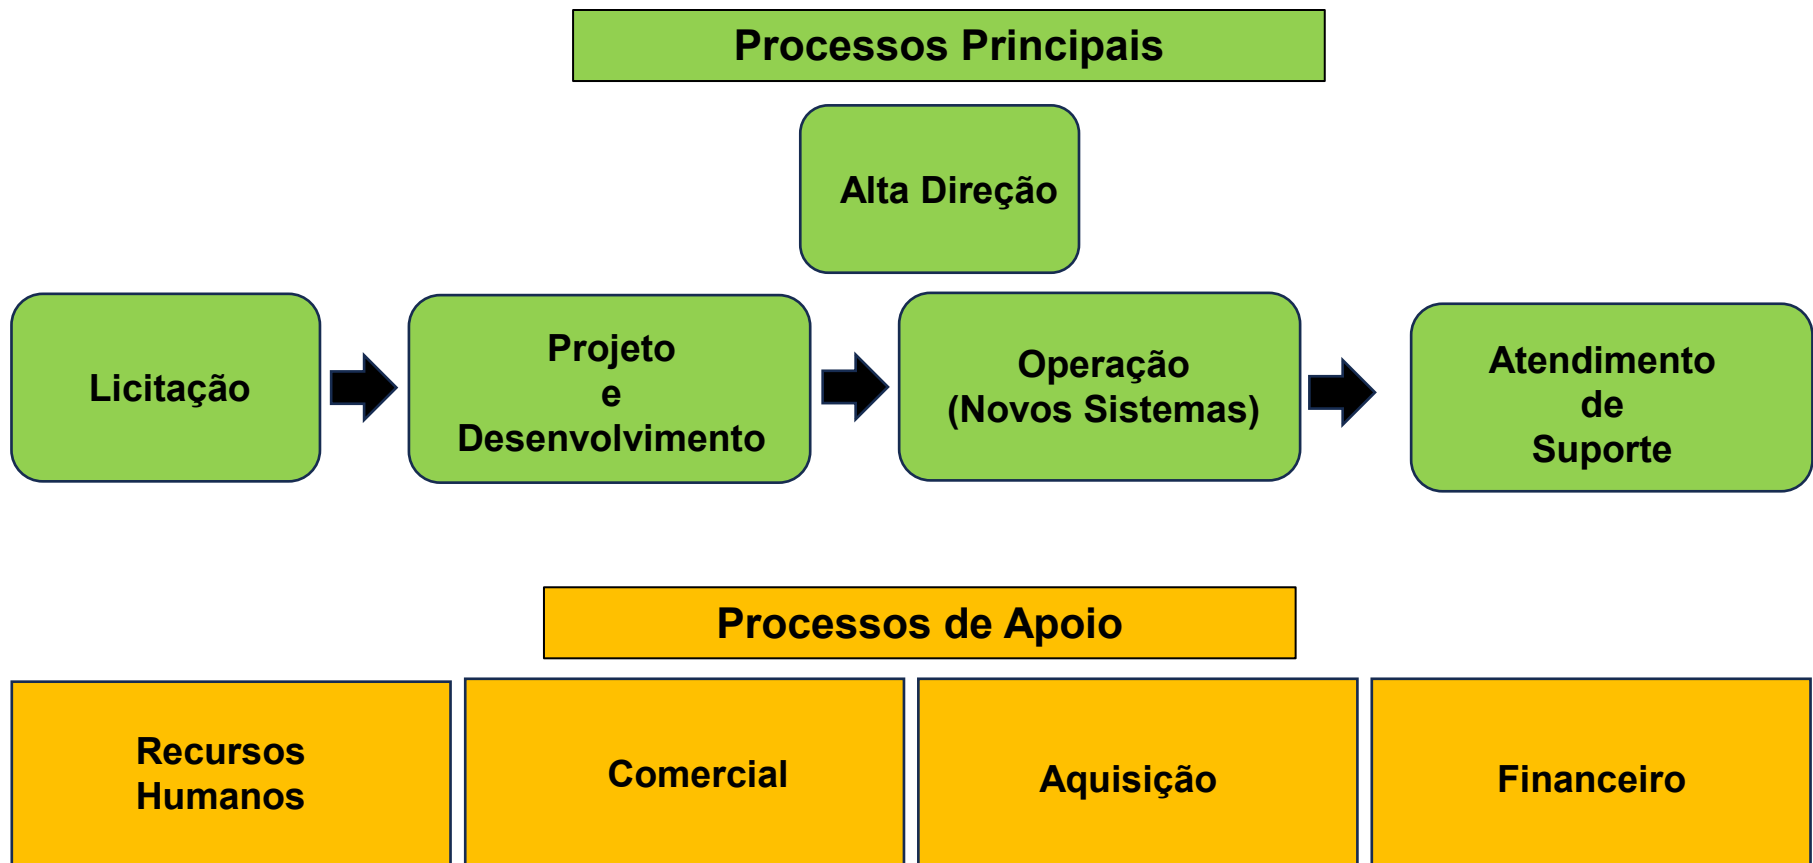 Processos Principais
Alta Direção
Licitação
Projeto
e
Desenvolvimento
Operação
(Novos Sistemas)
Atendimento
de
Suporte
Processos de Apoio
Recursos
Humanos
Comercial
Aquisição
Financeiro